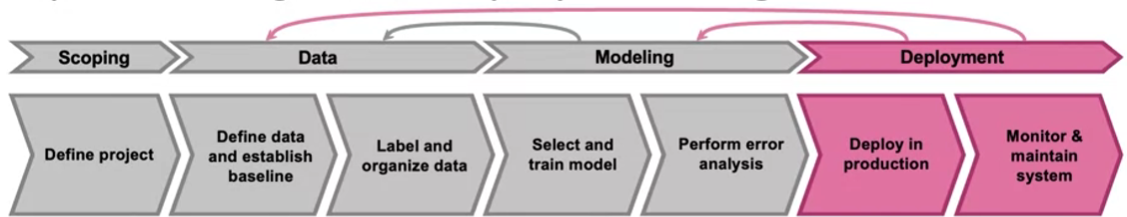 Scoping
Data
Modeling
Deployment
Define project
Define data
and establish
baseline
Label and
organize data
Select and
train model
Perform error
analysis
Deploy in
production
Monitor &
maintain
system